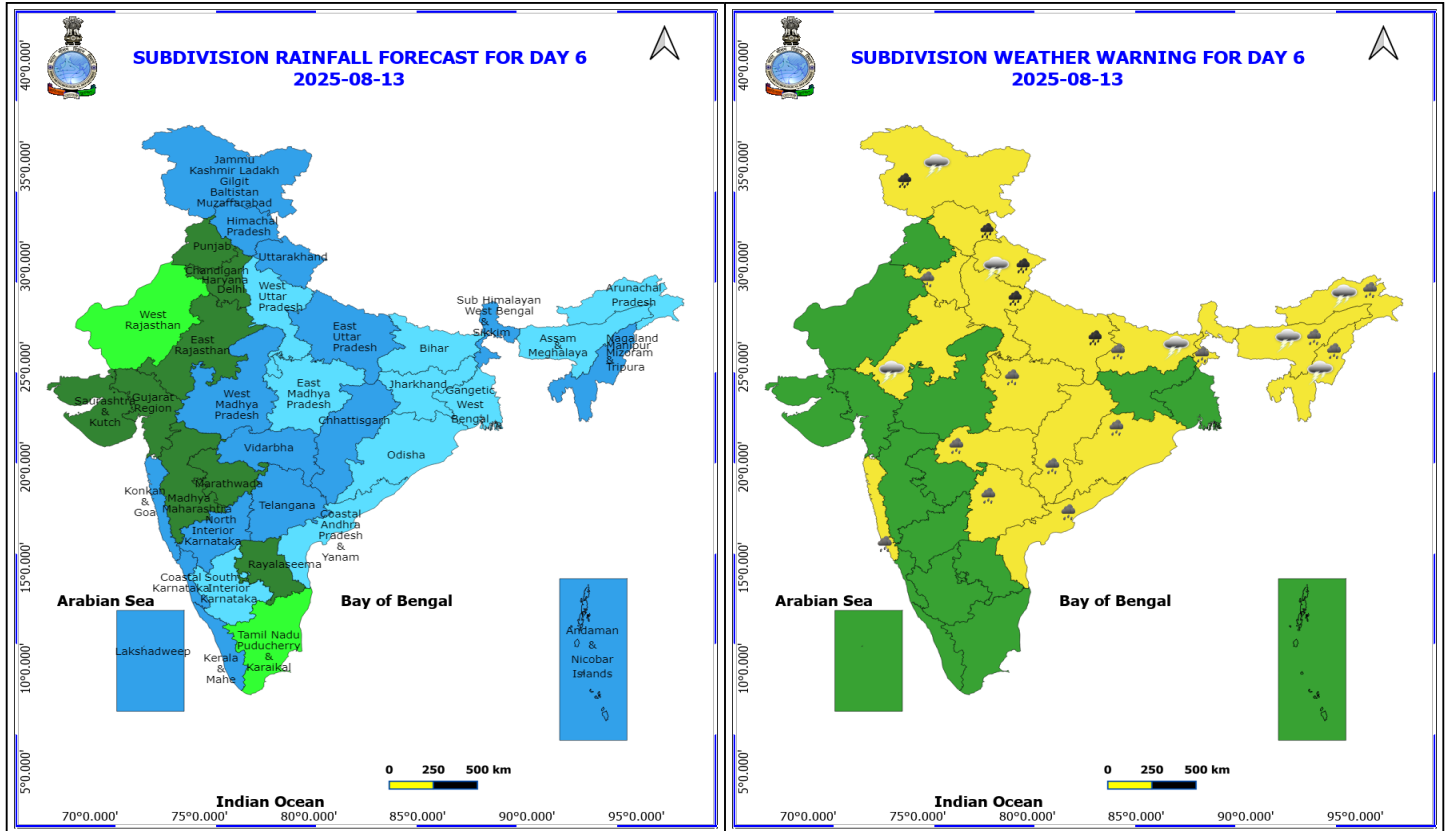 SUBDIVISION RAINFALL FORECAST FOR DAY 6
2025-08-13
40°0.000'
35°0.000'
30°0.000'
25°0.000'
20°0.000'
15°0.000'
10°0.000'
5°0.000'
Jammu
Kashmir Ladakh
Gilgit
Baltistan
Muzaffarabad
Himachal
Pradesh
Punjab
Uttarakhand
Chandigarh
Haryana
Delhi
West
Uttar
Pradesh
West
Rajasthan
East
Rajasthan
East
Uttar
Pradesh
Sub Himalayan
West Bengal
&
Sikkim
Arunachal
Pradesh
Assam
&
Meghalaya
Nagaland
Manipur
Mizoram
&
Tripura
Bihar
Jharkhand
Gangetic
West
Bengal
Saurashtra
&
Kutch
Gujarat
Region
West
Madhya
Pradesh
East
Madhya
Pradesh
Chhattisgarh
Vidarbha
Odisha
Konkan
&
Goa
Marathwada
Madhya
Maharashtra
Telangana
North
Interior
Karnataka
Coastal
Andhra
Pradesh
&
Yanam
Rayalaseema
Coastal
Karnataka
South
Interior
Karnataka
Arabian Sea
Bay of Bengal
Lakshadweep
Kerala
&
Mahe
Tamil Nadu
Puducherry
&
Karaikal
Andaman
&
Nicobar
Islands
0 250 500 km
Indian Ocean
70°0.000' 75°0.000' 80°0.000' 85°0.000' 90°0.000' 95°0.000'
SUBDIVISION WEATHER WARNING FOR DAY 6
2025-08-13
40°0.000'
35°0.000'
30°0.000'
25°0.000'
20°0.000'
15°0.000'
10°0.000'
5°0.000'
Arabian Sea
Bay of Bengal
0 250 500 km
Indian Ocean
70°0.000' 75°0.000' 80°0.000' 85°0.000' 90°0.000' 95°0.000'